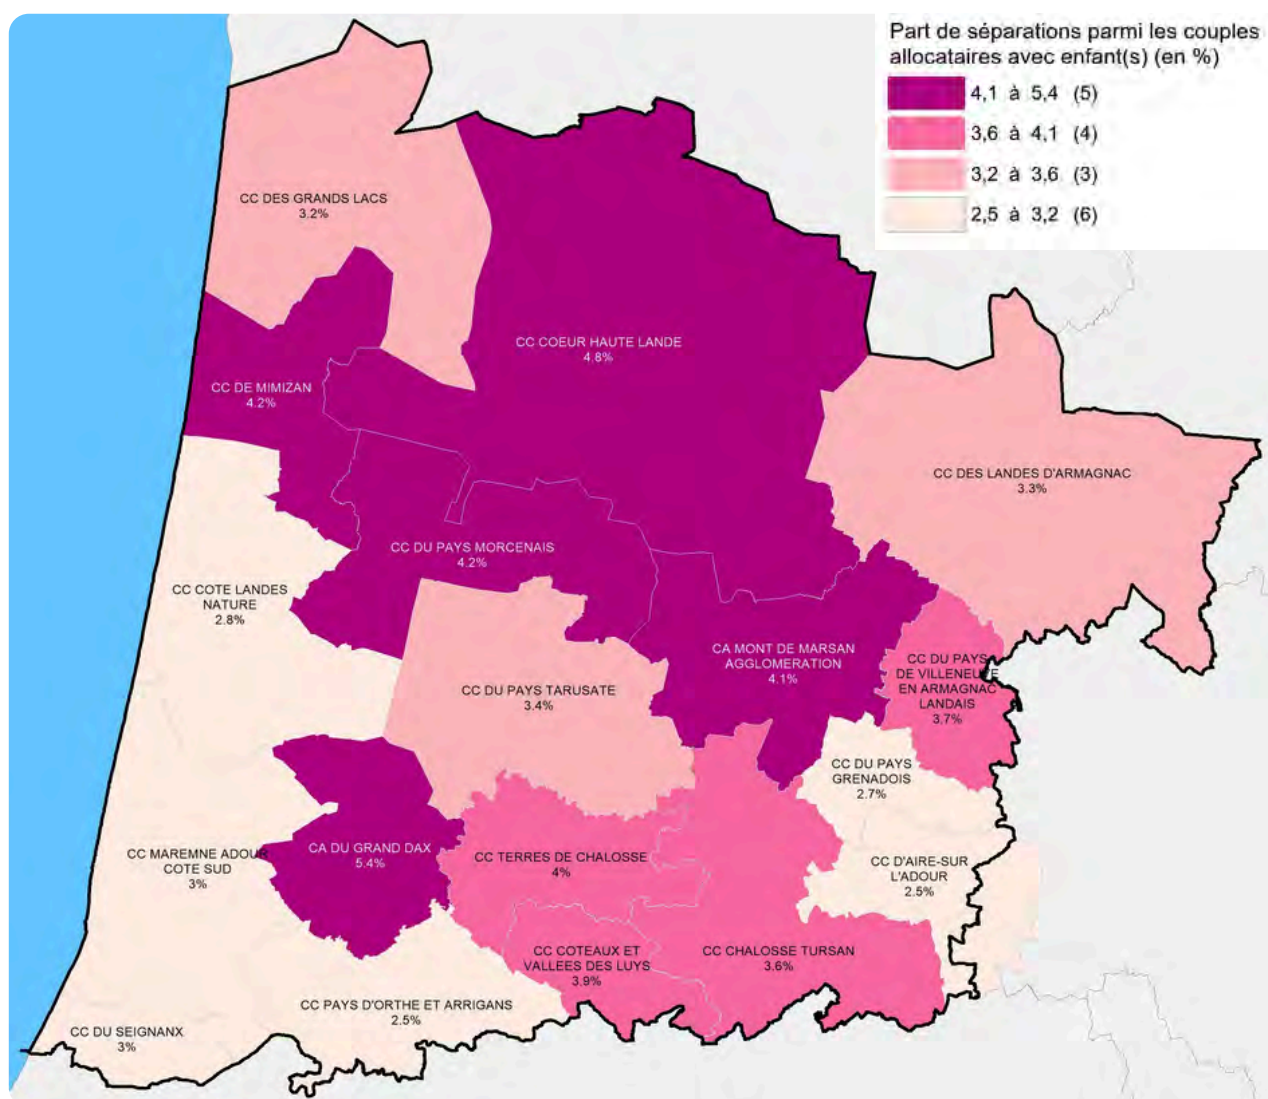 Part de séparations parmi les couples
allocataires avec enfant(s) (en %)
4,1 à 5,4 (5)
3,6 à 4,1 (4)
3,2 à 3,6 (3)
2,5 à 3,2 (6)
CC DES GRANDS LACS
3.2%
CC COEUR HAUTE LANDE
4.8%
CC DE MIMIZAN
4.2%
CC DES LANDES D'ARMAGNAC
3.3%
CC DU PAYS MORCENAIS
4.2%
CC COTE LANDES
NATURE
2.8%
CA MONT DE MARSAN
AGGLOMERATION
4.1%
CC DU PAYS
DE VILLENEUVE
EN ARMAGNAC
LANDAIS
3.7%
CC DU PAYS TARUSATE
3.4%
CC DU PAYS
GRENADOIS
2.7%
CC MAREMNE ADOUR
COTE SUD
3%
CA DU GRAND DAX
5.4%
CC TERRES DE CHALOSSE
4%
CC D'AIRE-SUR
L'ADOUR
2.5%
CC COTEAUX ET
VALLEES DES LUYS
3.9%
CC CHALOSSE TURSAN
3.6%
CC PAYS D'ORTHE ET ARRIGANS
2.5%
CC DU SEIGNANX
3%